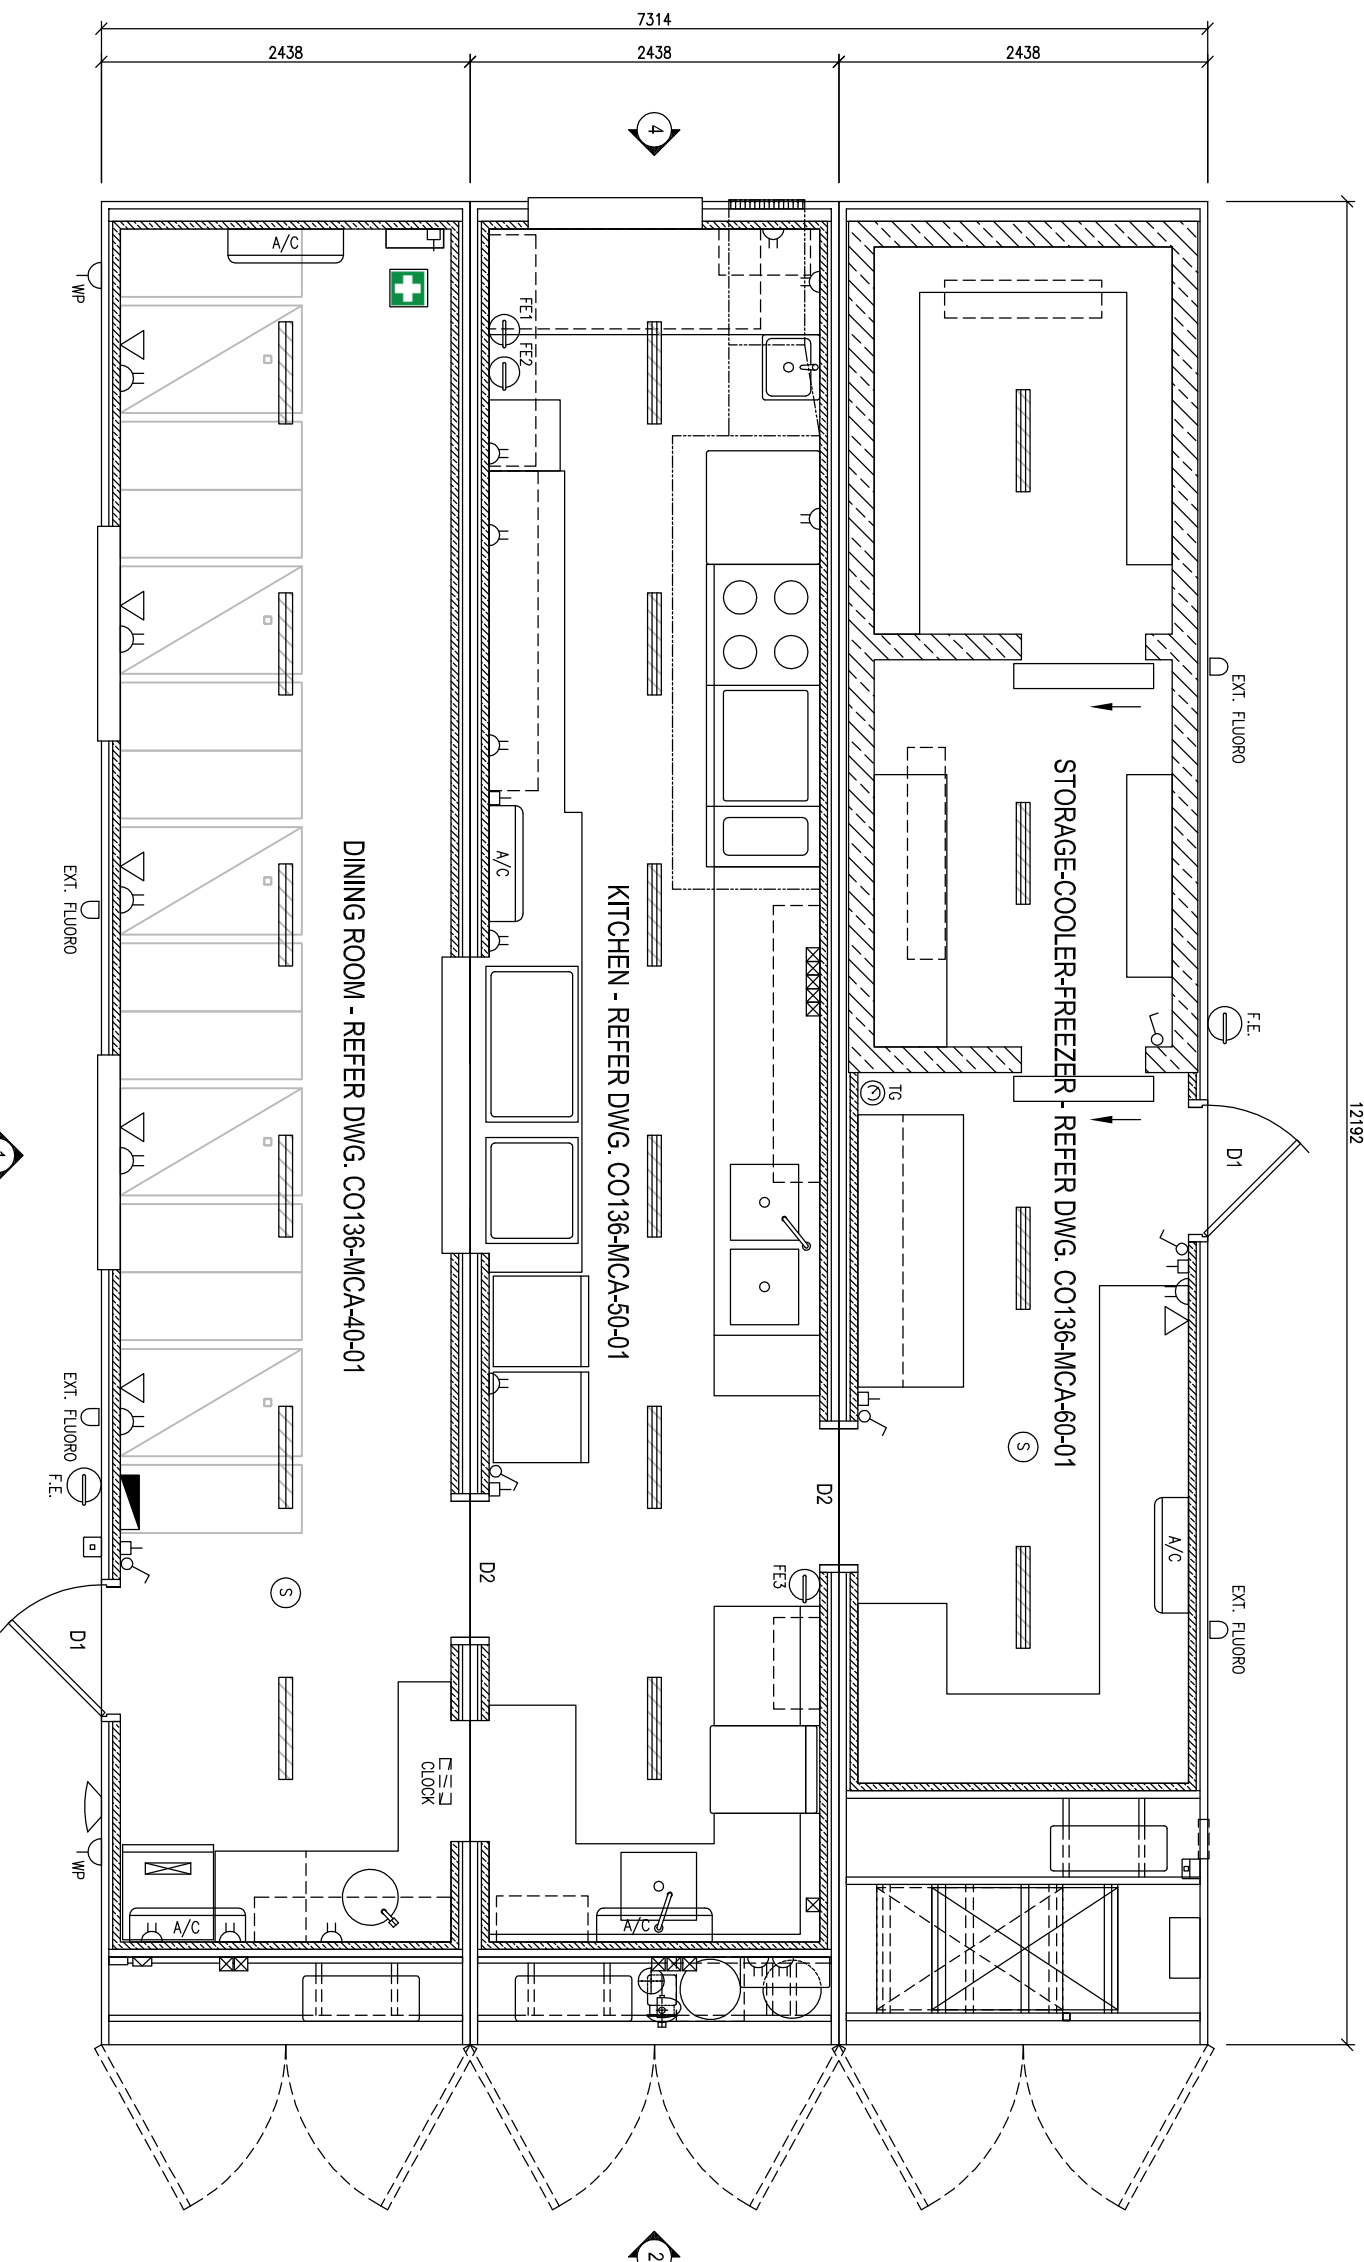 7314
2438
2438
2438
12192
4
A/C
WP
FE1
FE2
EXT. FLUORO
STORAGE-COOLER-FREEZER - REFER DWG. CO136-MCA-60-01
KITCHEN - REFER DWG. CO136-MCA-50-01
DINING ROOM - REFER DWG. CO136-MCA-40-01
A/C
EXT. FLUORO
F.E.
TG
D1
1
EXT. FLUORO
F.E.
S
D2
A/C
EXT. FLUORO
D2
FE3
S
D1
CLOCK
WP
A/C
A/C
2